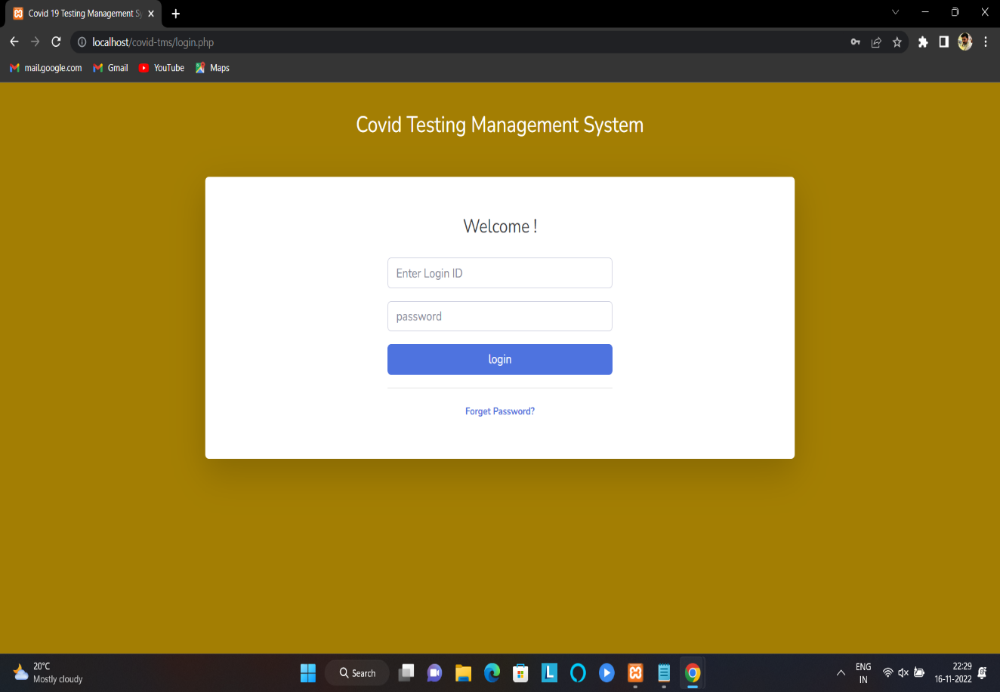 Covid 19 Testing Management Sy
localhost/covid-tms/login.php
mail.google.com Gmail YouTube Maps
Covid Testing Management System
Welcome !
Enter Login ID
password
login
Forget Password?
20°C
Mostly cloudy
Search
L
ENG
IN
22:29
16-11-2022